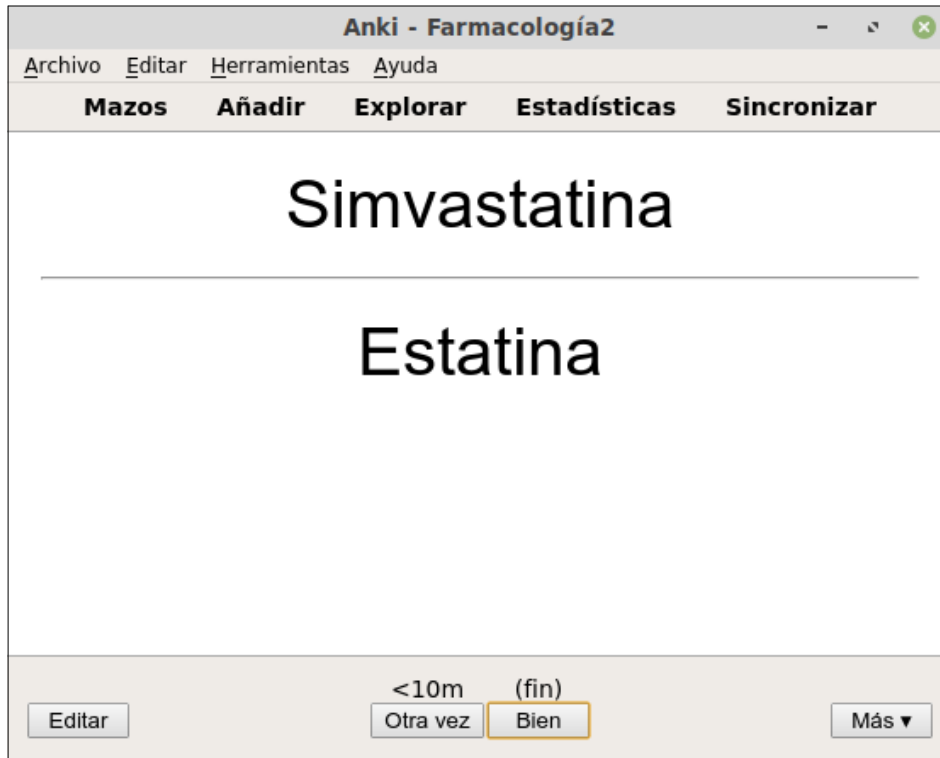 Anki - Farmacología2
Archivo Editar Herramientas Ayuda
Mazos Añadir Explorar Estadísticas Sincronizar
Simvastatina
Estatina
<10m (fin)
Editar Otra vez Bien Más ▾